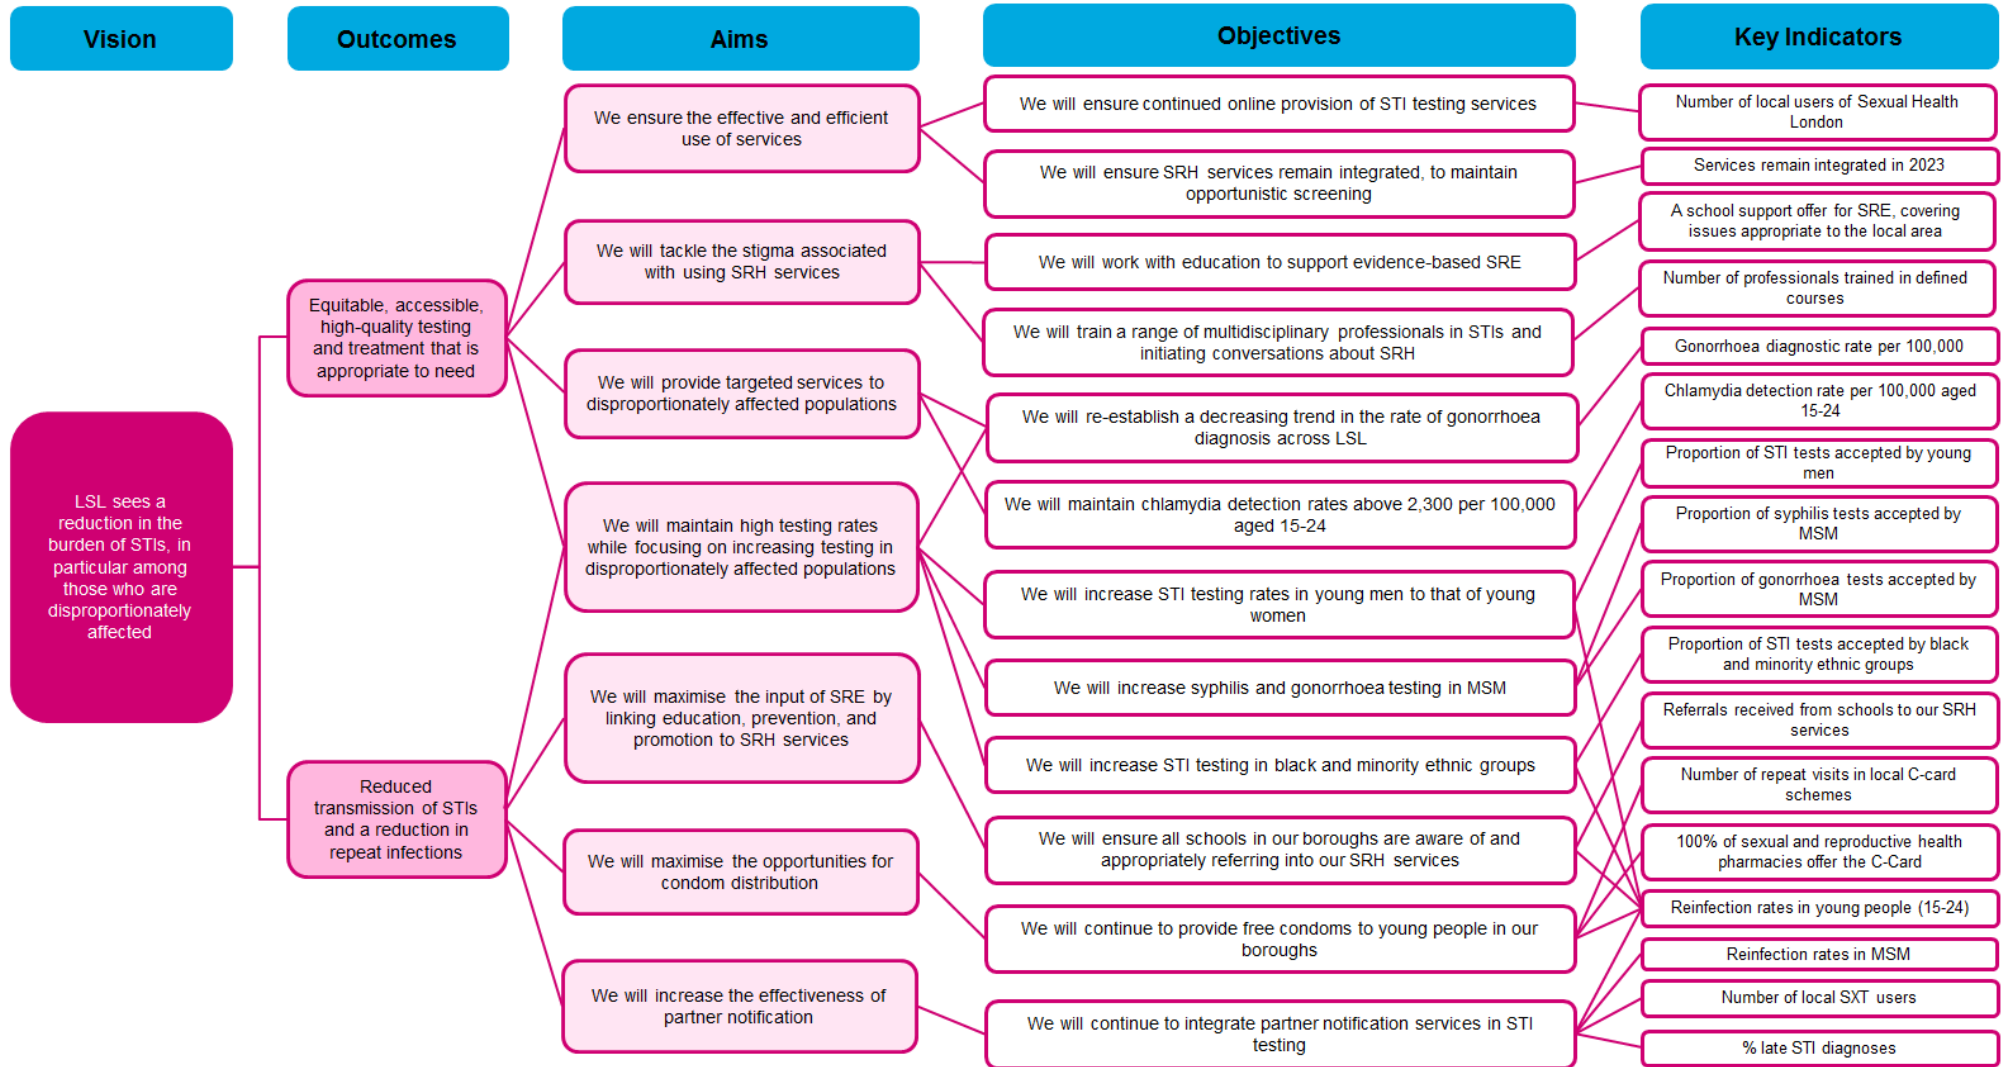 Vision
Outcomes
Aims
Objectives
Key Indicators
LSL sees a
reduction in the
burden of STIs, in
particular among
those who are
disproportionately
affected
Equitable, accessible,
high-quality testing
and treatment that is
appropriate to need
Reduced
transmission of STIs
and a reduction in
repeat infections
We ensure the effective and efficient
use of services
We will tackle the stigma associated
with using SRH services
We will provide targeted services to
disproportionately affected populations
We will maintain high testing rates
while focusing on increasing testing in
disproportionately affected populations
We will maximise the input of SRE by
linking education, prevention, and
promotion to SRH services
We will maximise the opportunities for
condom distribution
We will increase the effectiveness of
partner notification
We will ensure continued online provision of STI testing services
We will ensure SRH services remain integrated, to maintain
opportunistic screening
We will work with education to support evidence-based SRE
We will train a range of multidisciplinary professionals in STIs and
initiating conversations about SRH
We will re-establish a decreasing trend in the rate of gonorrhoea
diagnosis across LSL
We will maintain chlamydia detection rates above 2,300 per 100,000
aged 15-24
We will increase STI testing rates in young men to that of young
women
We will increase syphilis and gonorrhoea testing in MSM
We will increase STI testing in black and minority ethnic groups
We will ensure all schools in our boroughs are aware of and
appropriately referring into our SRH services
We will continue to provide free condoms to young people in our
boroughs
We will continue to integrate partner notification services in STI
testing
Number of local users of Sexual Health
London
Services remain integrated in 2023
A school support offer for SRE, covering
issues appropriate to the local area
Number of professionals trained in defined
courses
Gonorrhoea diagnostic rate per 100,000
Chlamydia detection rate per 100,000 aged
15-24
Proportion of STI tests accepted by young
men
Proportion of syphilis tests accepted by
MSM
Proportion of gonorrhoea tests accepted by
MSM
Proportion of STI tests accepted by black
and minority ethnic groups
Referrals received from schools to our SRH
services
Number of repeat visits in local C-card
schemes
100% of sexual and reproductive health
pharmacies offer the C-Card
Reinfection rates in young people (15-24)
Reinfection rates in MSM
Number of local SXT users
% late STI diagnoses